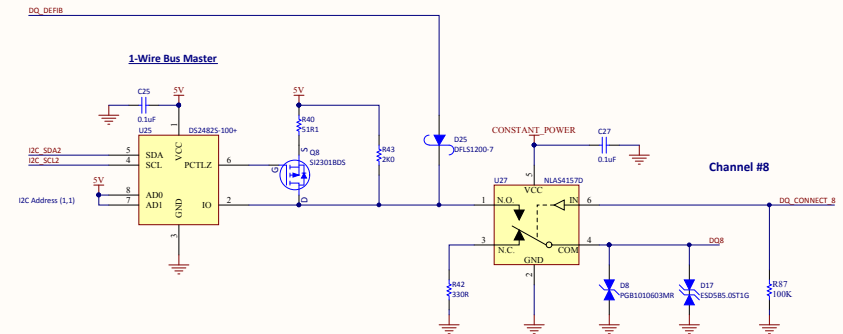 DQ_DEFIB
1-Wire Bus Master
C25
0.1uF
5V
U25
DS2482S-100+
I2C_SDA2
I2C_SCL2
5
4
SDA
SCL
VCC
1
PCTLZ
6
5V
I2C Address (1,1)
8
7
AD0
AD1
GND
3
IO
2
5V
R40
51R1
S
Q8
SI2301BDS
G
D
R43
2K0
D25
DFLS1200-7
CONSTANT_POWER
C27
0.1uF
Channel #8
U27
NLAS4157D
5
VCC
1
N.O.
IN
6
DQ_CONNECT_8
3
N.C.
COM
4
DQ8
GND
2
R42
330R
D8
PGB1010603MR
D17
ESD5B5.0ST1G
R87
100K